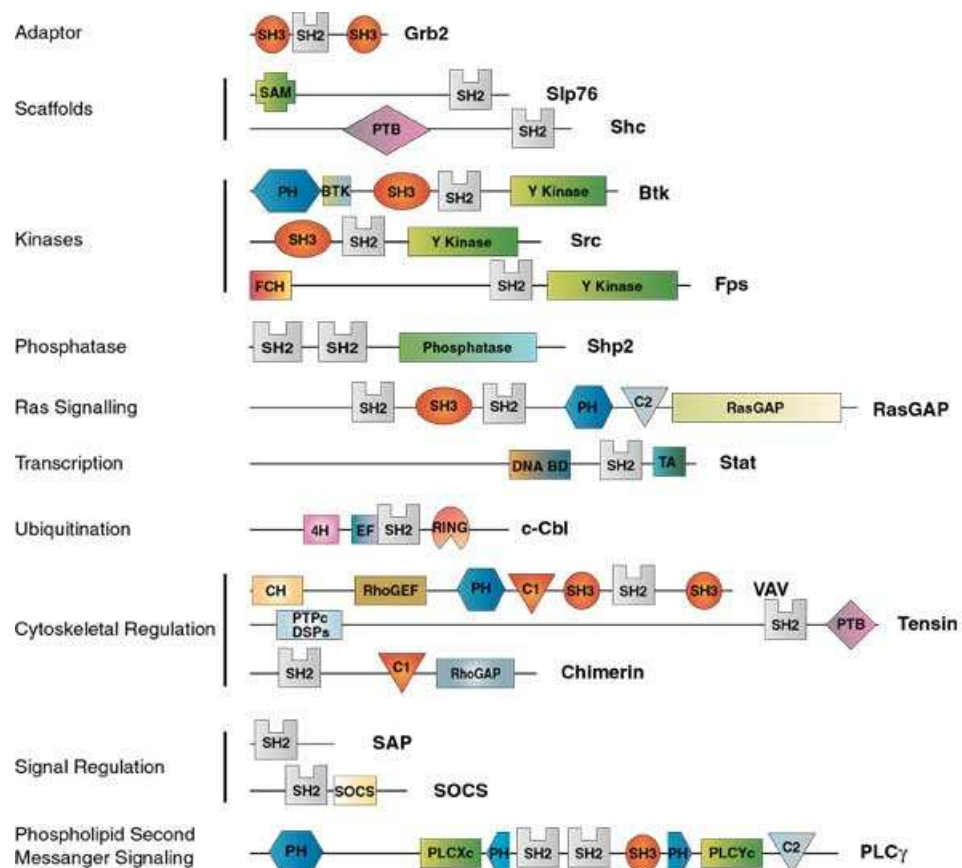 Adaptor
SH3 SH2 SH3 Grb2
Scaffolds
SAM SH2 Slp76
PTB SH2 Shc
Kinases
PH BTK SH3 SH2 Y Kinase Btk
SH3 SH2 Y Kinase Src
FCH SH2 Y Kinase Fps
Phosphatase
SH2 SH2 Phosphatase Shp2
Ras Signalling
SH2 SH3 SH2 PH C2 RasGAP RasGAP
Transcription
DNA BD SH2 TA Stat
Ubiquitination
4H EF SH2 RING c-Cbl
Cytoskeletal Regulation
CH RhoGEF PH C1 SH3 SH2 SH3 VAV
PTPc
DSPs SH2 PTB Tensin
SH2 C1 RhoGAP Chimerin
Signal Regulation
SH2 SAP
SH2 SOCS SOCS
Phospholipid Second
Messanger Signaling
PH PLCXc PH SH2 SH2 SH3 PH PLCYc C2 PLCγ